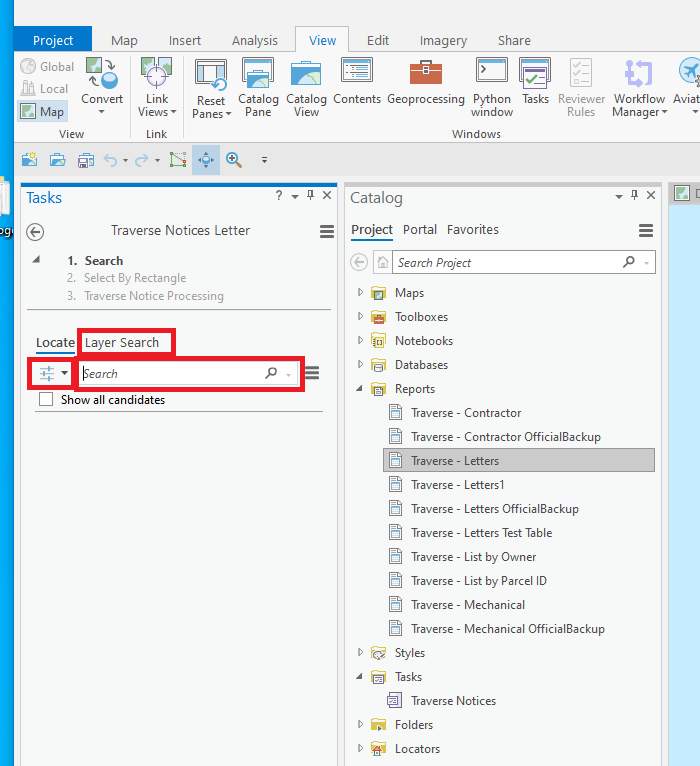 Project Map Insert Analysis View Edit Imagery Share
Global
Local
Map
Convert
Link Views
Reset Panes
Catalog Pane
Catalog View
Contents
Geoprocessing
Python window
Tasks
Reviewer Rules
Workflow Manager
Aviat
View Link Windows
Tasks
?
Traverse Notices Letter
1. Search
2. Select By Rectangle
3. Traverse Notice Processing
Locate Layer Search
Search
Show all candidates
Catalog
Project Portal Favorites
Search Project
Maps
Toolboxes
Notebooks
Databases
Reports
Traverse - Contractor
Traverse - Contractor OfficialBackup
Traverse - Letters
Traverse - Letters1
Traverse - Letters OfficialBackup
Traverse - Letters Test Table
Traverse - List by Owner
Traverse - List by Parcel ID
Traverse - Mechanical
Traverse - Mechanical OfficialBackup
Styles
Tasks
Traverse Notices
Folders
Locators